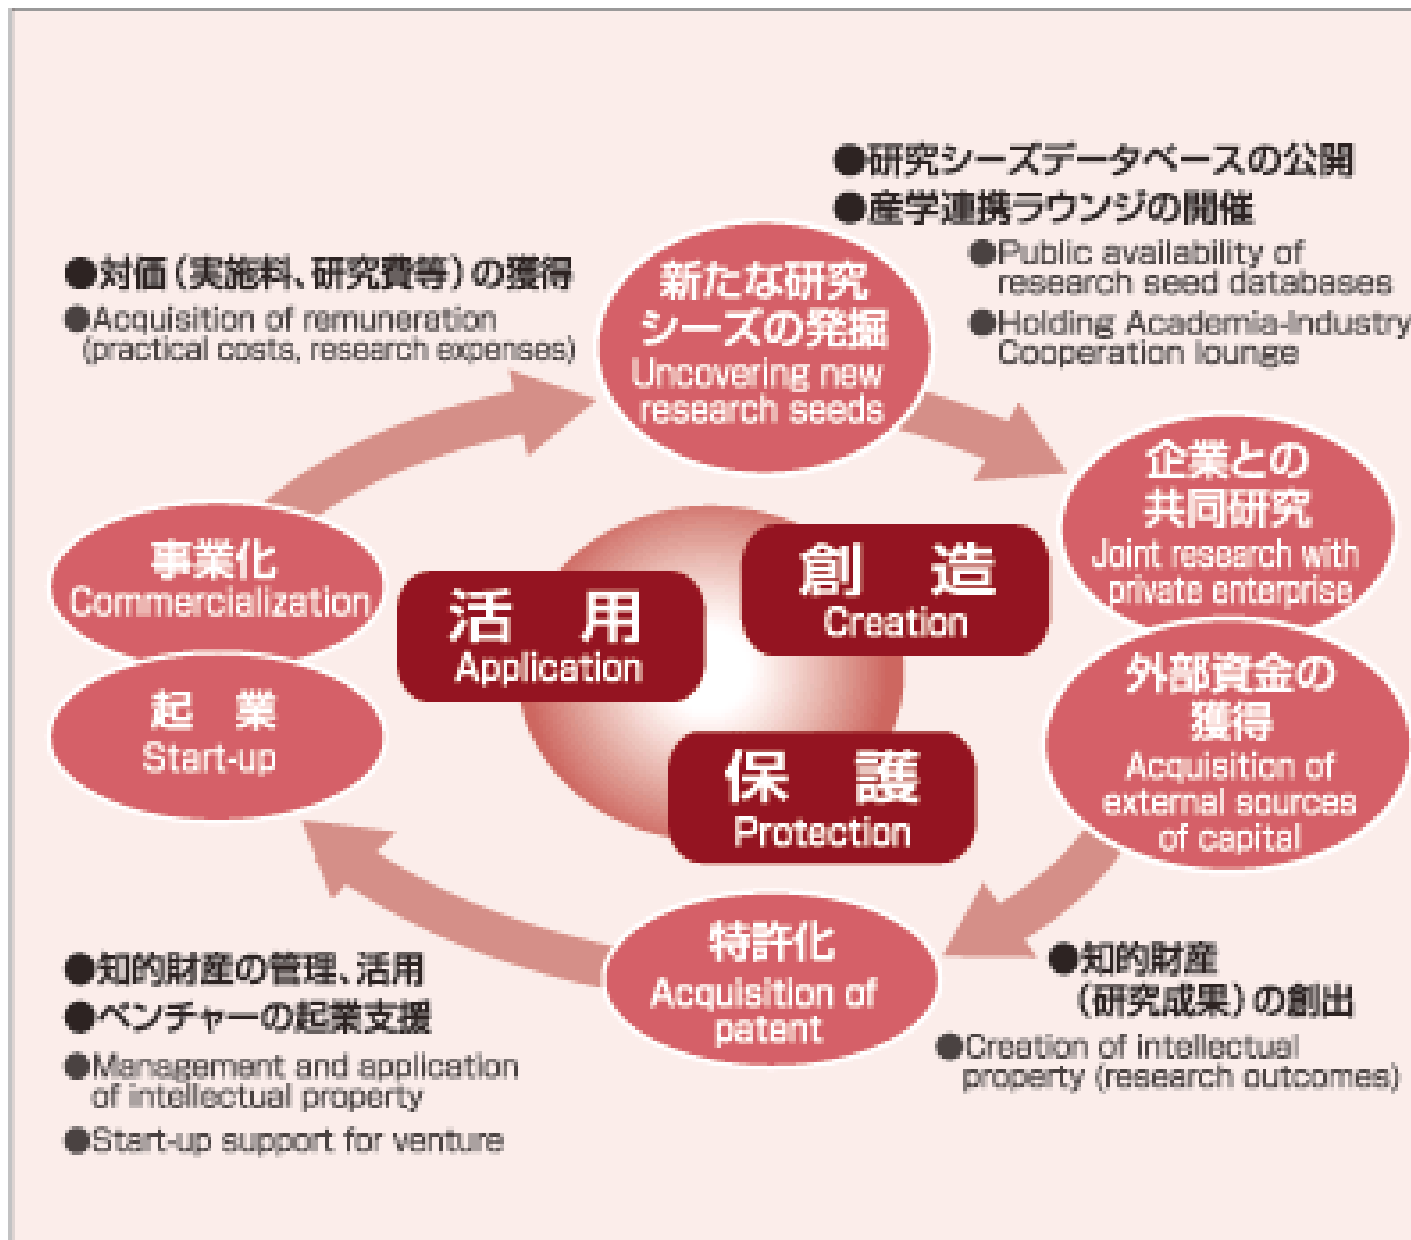 ●研究シーズデータベースの公開
●産学連携ラウンジの開催
●Public availability of
research seed databases
●Holding Academia-Industry
Cooperation lounge
●対価（実施料、研究費等）の獲得
●Acquisition of remuneration
(practical costs, research expenses)
新たな研究
シーズの発掘
Uncovering new
research seeds
企業との
共同研究
Joint research with
private enterprise
外部資金の
獲得
Acquisition of
external sources
of capital
事業化
Commercialization
起　業
Start-up
活　用
Application
創　造
Creation
保　護
Protection
特許化
Acquisition of
patent
●知的財産
（研究成果）の創出
●Creation of intellectual
property (research outcomes)
●知的財産の管理、活用
●ベンチャーの起業支援
●Management and application
of intellectual property
●Start-up support for venture